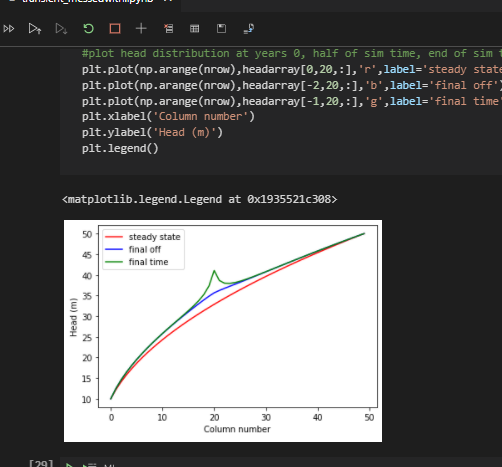 transient_messedwith.ipynb
#plot head distribution at years 0, half of sim time, end of sim t
plt.plot(np.arange(nrow),headarray[0,20,:],'r',label='steady state
plt.plot(np.arange(nrow),headarray[-2,20,:],'b',label='final off')
plt.plot(np.arange(nrow),headarray[-1,20,:],'g',label='final time'
plt.xlabel('Column number')
plt.ylabel('Head (m)')
plt.legend()
<matplotlib.legend.Legend at 0x1935521c308>
steady state
final off
final time
50
45
40
35
30
25
20
15
10
Head (m)
0 10 20 30 40 50
Column number
[29]